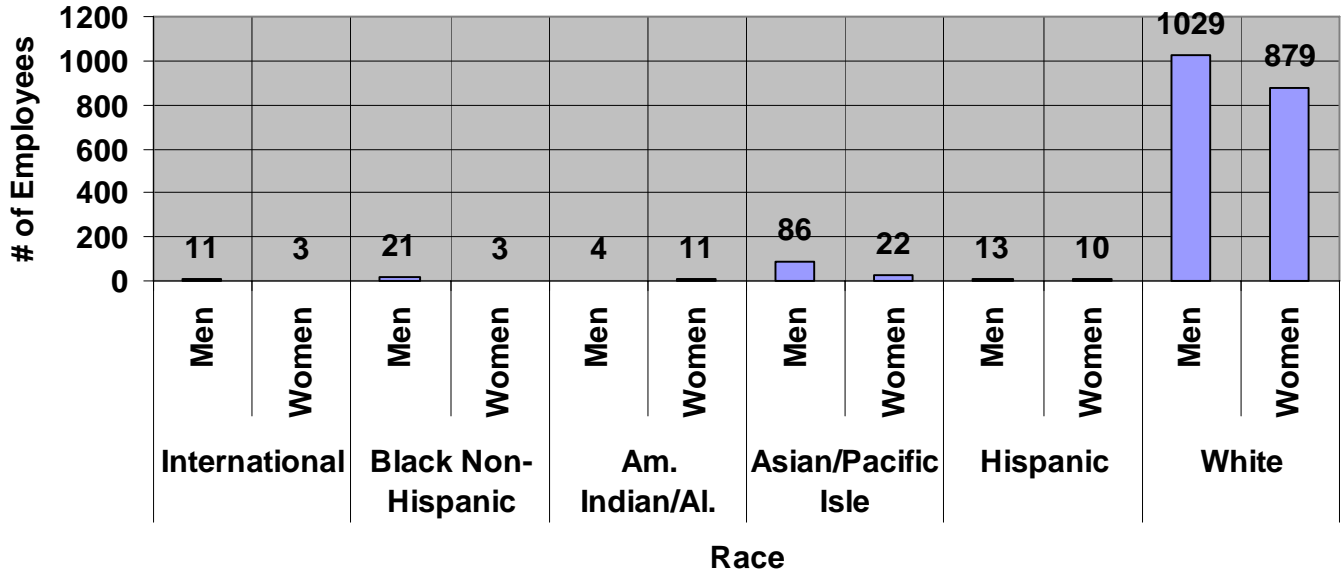 # of Employees
1200
1000
800
600
400
200
0
11
3
21
3
4
11
86
22
13
10
1029
879
Men
Women
Men
Women
Men
Women
Men
Women
Men
Women
Men
Women
International
Black Non-
Hispanic
Am.
Indian/Al.
Asian/Pacific
Isle
Hispanic
White
Race